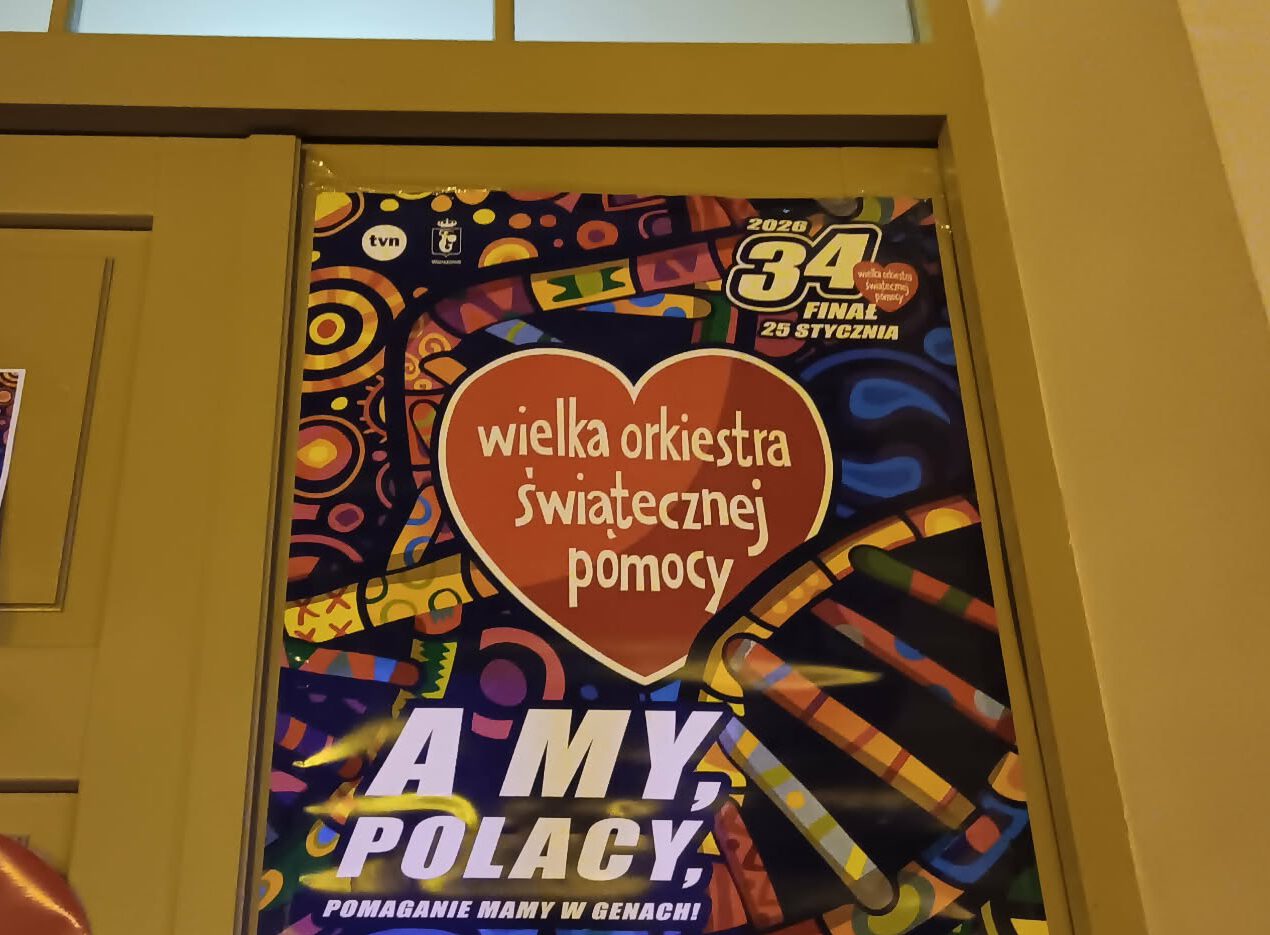 tvn
2026
34
wielka orkiestra
świątecznej
pomocy
FINAŁ
25 STYCZNIA
wielka orkiestra
świątecznej
pomocy
A MY,
POLACY,
POMAGANIE MAMY W GENACH!